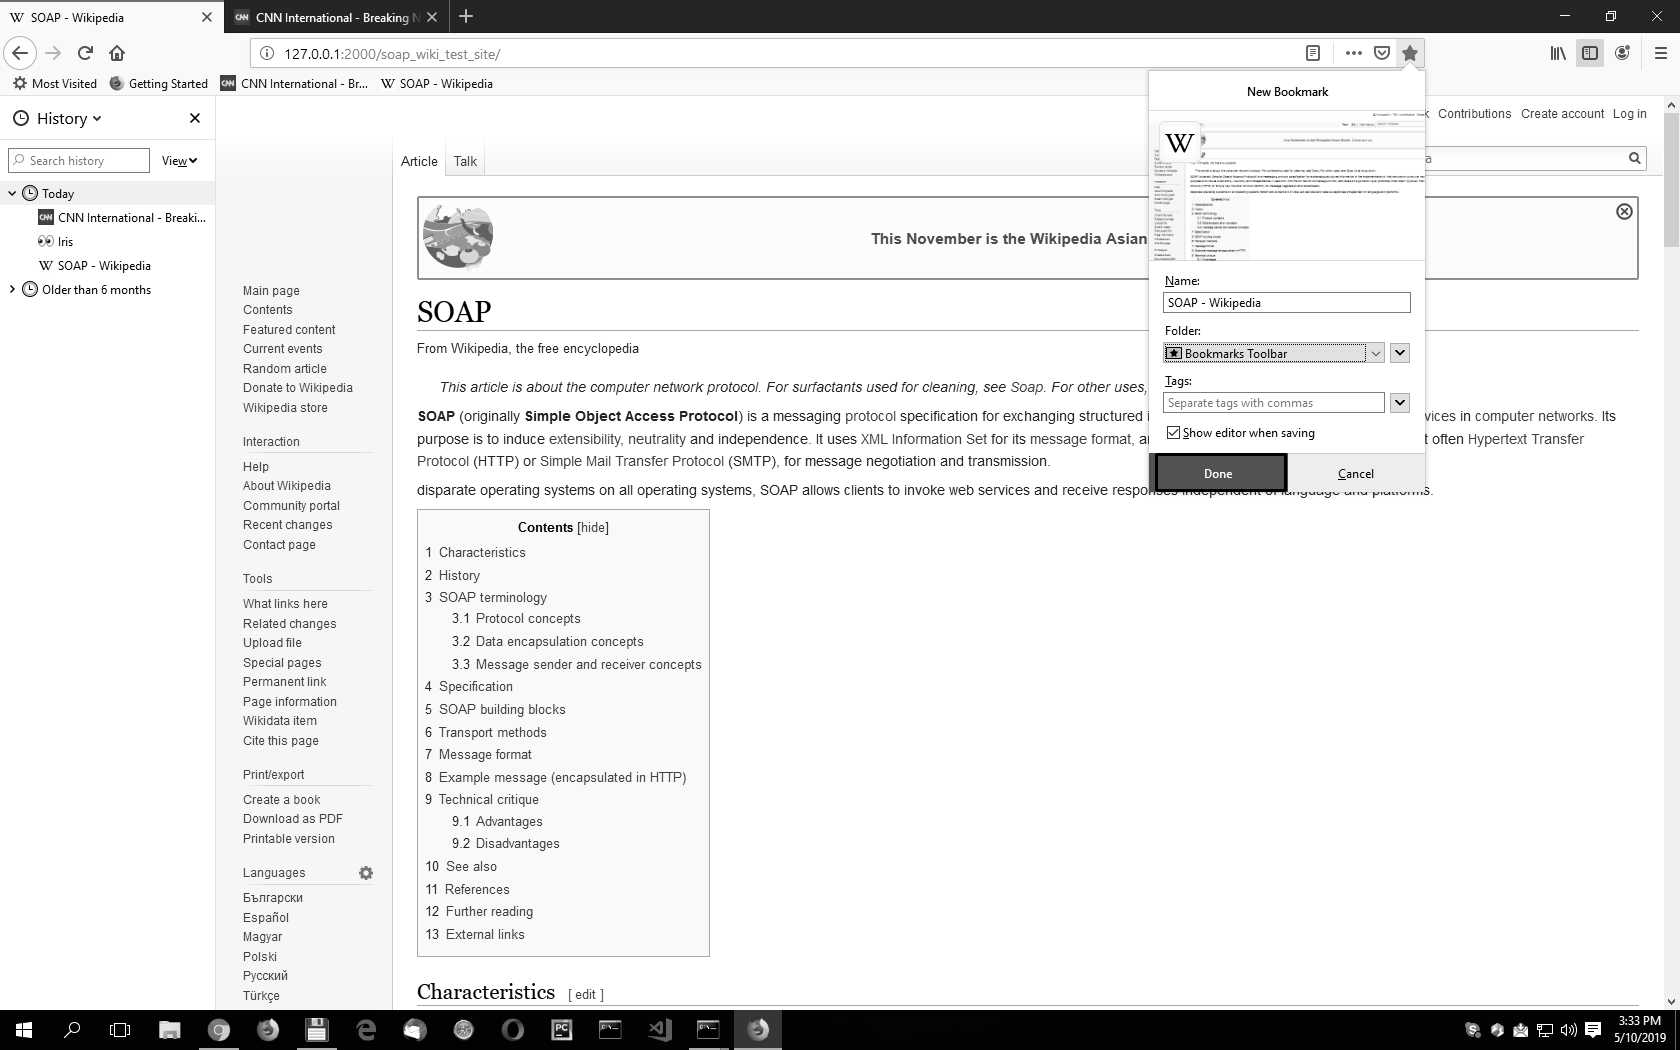 SOAP - Wikipedia
CNN International - Breaking N
127.0.0.1:2000/soap_wiki_test_site/
Most Visited
Getting Started
CNN International - Br...
SOAP - Wikipedia
History
Search history
View
Today
CNN International - Breaki...
Iris
SOAP - Wikipedia
Older than 6 months
Main page
Contents
Featured content
Current events
Random article
Donate to Wikipedia
Wikipedia store
Interaction
Help
About Wikipedia
Community portal
Recent changes
Contact page
Tools
What links here
Related changes
Upload file
Special pages
Permanent link
Page information
Wikidata item
Cite this page
Print/export
Create a book
Download as PDF
Printable version
Languages
Български
Español
Magyar
Polski
Русский
Türkçe
Contributions Create account Log in
Article Talk
This November is the Wikipedia Asian
SOAP
From Wikipedia, the free encyclopedia
This article is about the computer network protocol. For surfactants used for cleaning, see Soap. For other uses,
SOAP (originally Simple Object Access Protocol) is a messaging protocol specification for exchanging structured i vices in computer networks. Its
purpose is to induce extensibility, neutrality and independence. It uses XML Information Set for its message format, a t often Hypertext Transfer
Protocol (HTTP) or Simple Mail Transfer Protocol (SMTP), for message negotiation and transmission.
disparate operating systems on all operating systems, SOAP allows clients to invoke web services and receive responses independent of language and platforms.
Contents [hide]
1 Characteristics
2 History
3 SOAP terminology
3.1 Protocol concepts
3.2 Data encapsulation concepts
3.3 Message sender and receiver concepts
4 Specification
5 SOAP building blocks
6 Transport methods
7 Message format
8 Example message (encapsulated in HTTP)
9 Technical critique
9.1 Advantages
9.2 Disadvantages
10 See also
11 References
12 Further reading
13 External links
Characteristics [ edit ]
New Bookmark
W
Name:
SOAP - Wikipedia
Folder:
Bookmarks Toolbar
Tags:
Separate tags with commas
Show editor when saving
Done
Cancel
3:33 PM
5/10/2019